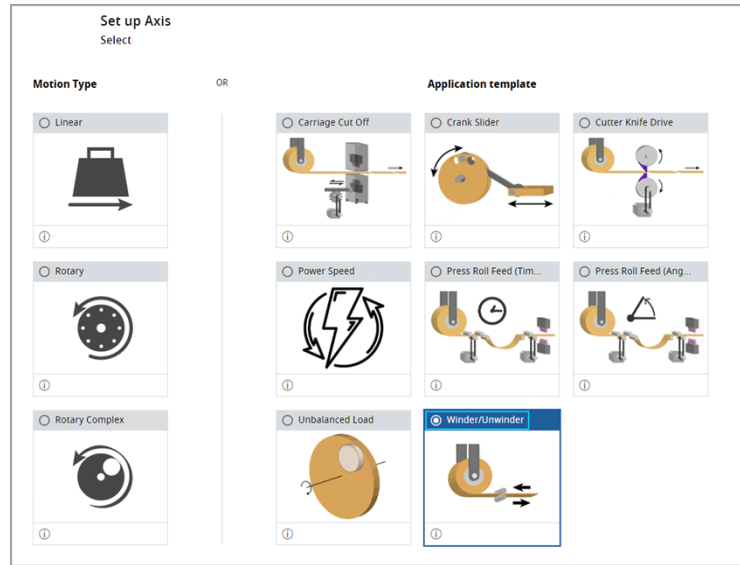 Set up Axis
Select
Motion Type
OR
Application template
Linear
Carriage Cut Off
Crank Slider
Cutter Knife Drive
Rotary
Power Speed
Press Roll Feed (Tim...
Press Roll Feed (Ang...
Rotary Complex
Unbalanced Load
Winder/Unwinder